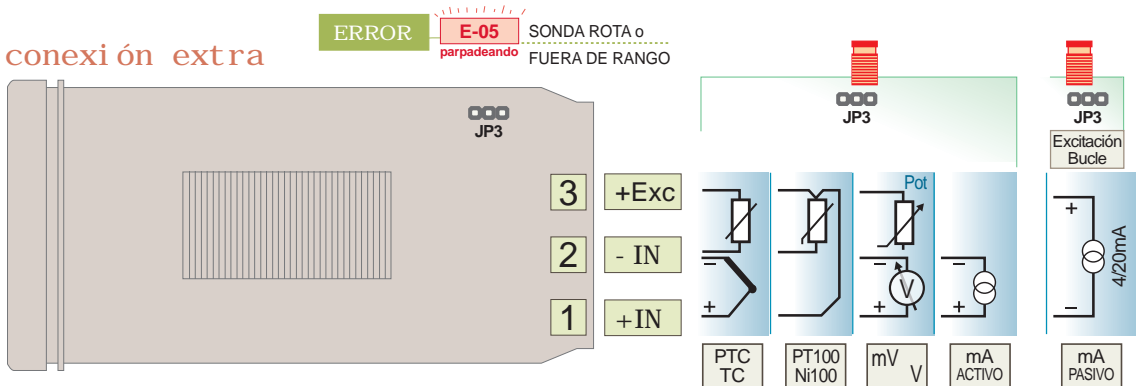 ERROR
E-05
parpadeando
SONDA ROTA o
FUERA DE RANGO
conexión extra
JP3
JP3
JP3
Excitación
Bucle
3
+Exc
2
- IN
1
+IN
Pot
V
+
−
4/20mA
−
+
−
+
−
+
PTC
TC
PT100
Ni100
mV
V
mA
ACTIVO
mA
PASIVO